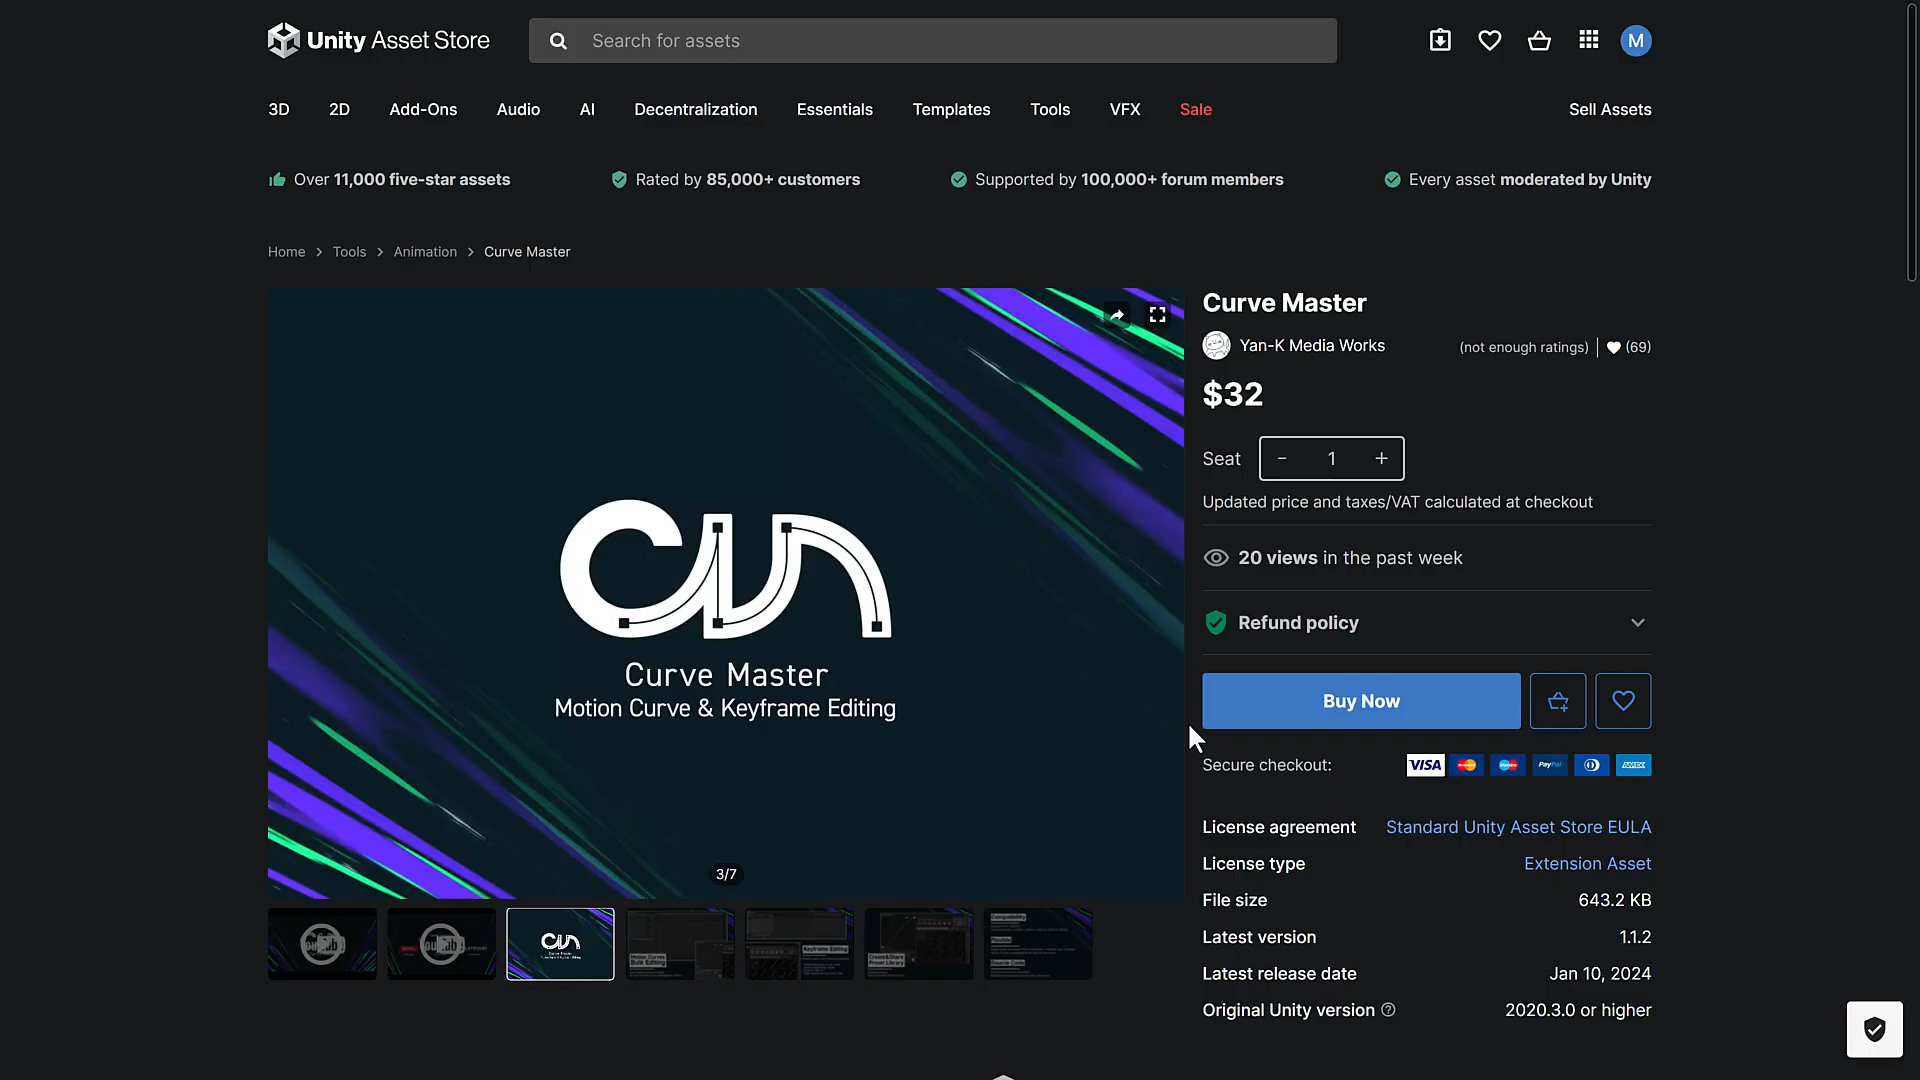 Unity Asset Store
Search for assets
M
3D 2D Add-Ons Audio AI Decentralization Essentials Templates Tools VFX Sale Sell Assets
Over 11,000 five-star assets Rated by 85,000+ customers Supported by 100,000+ forum members Every asset moderated by Unity
Home > Tools > Animation > Curve Master
Curve Master
Motion Curve & Keyframe Editing
3/7
Keyframe Editing
Curve Master
Yan-K Media Works (not enough ratings) (69)
$32
Seat - 1 +
Updated price and taxes/VAT calculated at checkout
20 views in the past week
Refund policy
Buy Now
Secure checkout: VISA PayPal AMEX
License agreement Standard Unity Asset Store EULA
License type Extension Asset
File size 643.2 KB
Latest version 1.1.2
Latest release date Jan 10, 2024
Original Unity version 2020.3.0 or higher